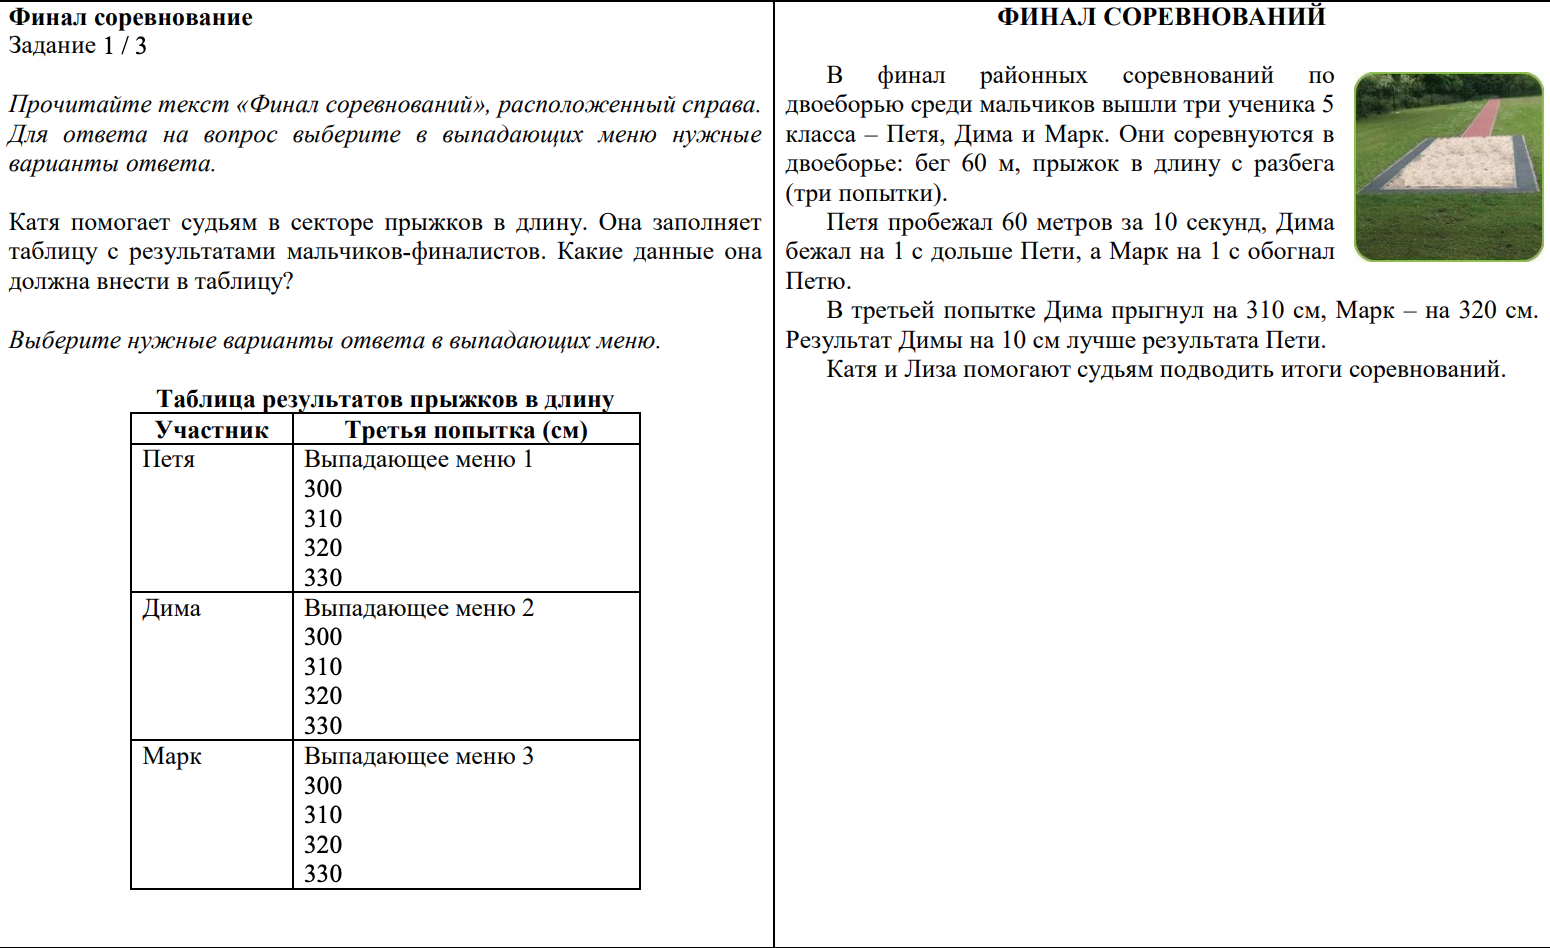 Финал соревнование
Задание 1 / 3
Прочитайте текст «Финал соревнований», расположенный справа.
Для ответа на вопрос выберите в выпадающих меню нужные
варианты ответа.
Катя помогает судьям в секторе прыжков в длину. Она заполняет
таблицу с результатами мальчиков-финалистов. Какие данные она
должна внести в таблицу?
Выберите нужные варианты ответа в выпадающих меню.
Таблица результатов прыжков в длину
Участник Третья попытка (см)
Петя Выпадающее меню 1
300
310
320
330
Дима Выпадающее меню 2
300
310
320
330
Марк Выпадающее меню 3
300
310
320
330
ФИНАЛ СОРЕВНОВАНИЙ
В финал районных соревнований по
двоеборью среди мальчиков вышли три ученика 5
класса – Петя, Дима и Марк. Они соревнуются в
двоеборье: бег 60 м, прыжок в длину с разбега
(три попытки).
Петя пробежал 60 метров за 10 секунд, Дима
бежал на 1 с дольше Пети, а Марк на 1 с обогнал
Петю.
В третьей попытке Дима прыгнул на 310 см, Марк – на 320 см.
Результат Димы на 10 см лучше результата Пети.
Катя и Лиза помогают судьям подводить итоги соревнований.